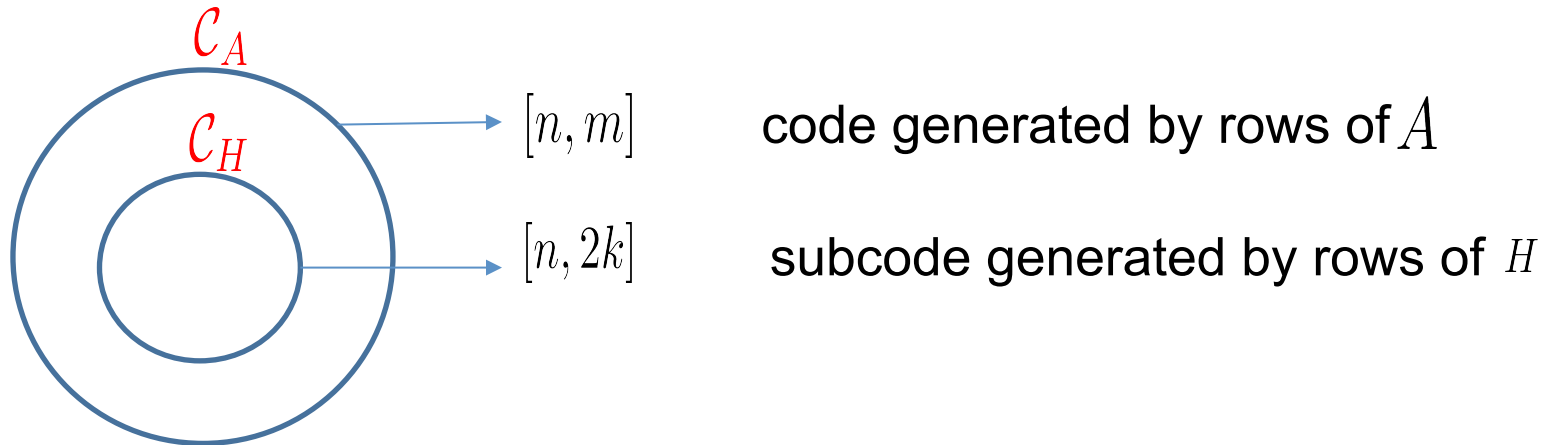 𝒞_A
𝒞_H
[n, m] code generated by rows of A
[n, 2k] subcode generated by rows of H